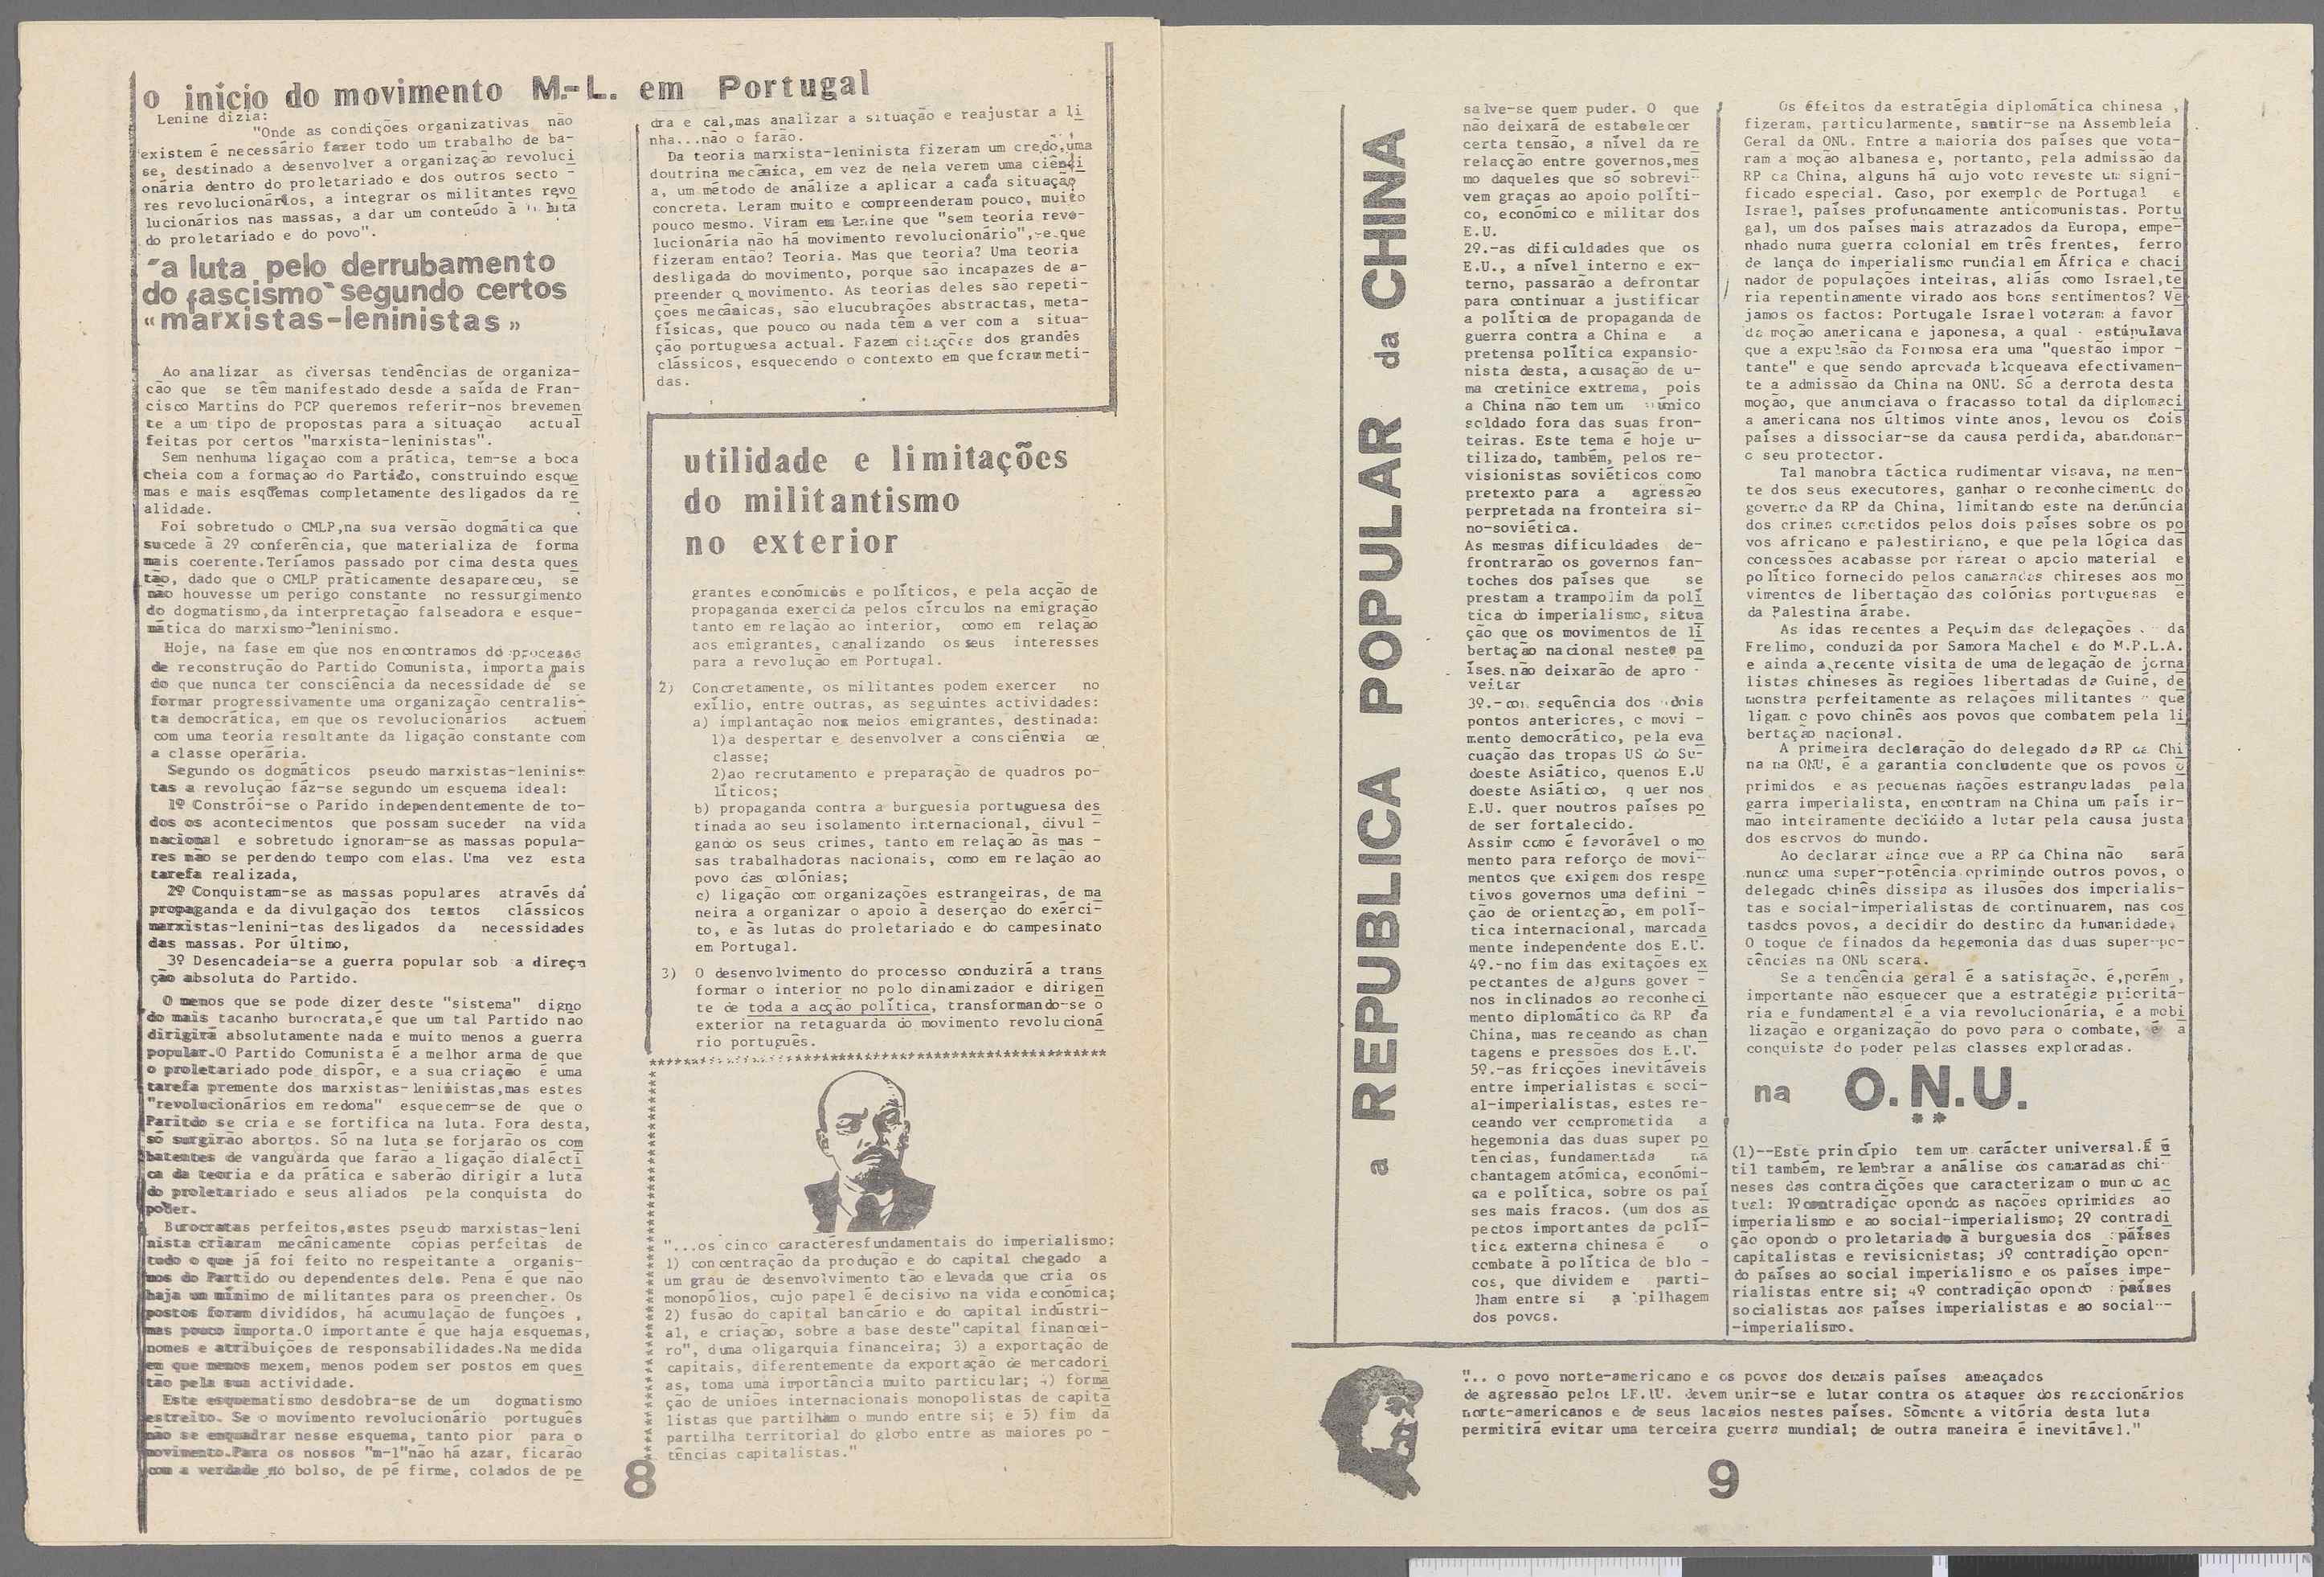 o início do movimento M.-L. em Portugal
Lenine dizia:
"Onde as condições organizativas não
existem é necessário fazer todo um trabalho de ba-
se, destinado a desenvolver a organização revoluci
onária dentro do proletariado e dos outros secto -
res revolucionários, a integrar os militantes revo
lucionários nas massas, a dar um conteúdo à luta
do proletariado e do povo".
"a luta pelo derrubamento
do fascismo" segundo certos
«marxistas-leninistas»
Ao analizar as diversas tendências de organiza-
ção que se têm manifestado desde a saída de Fran-
cisco Martins do PCP queremos referir-nos brevemen
te a um tipo de propostas para a situação actual
feitas por certos "marxista-leninistas".
Sem nenhuma ligaçao com a prática, tem-se a boca
cheia com a formação do Partido, construindo esque
mas e mais esquemas completamente desligados da re
alidade.
Foi sobretudo o CMLP,na sua versão dogmática que
sucede à 2º conferência, que materializa de forma
mais coerente.Teríamos passado por cima desta ques
tão, dado que o CMLP pràticamente desapareceu, se
não houvesse um perigo constante no ressurgimento
do dogmatismo,da interpretação falseadora e esque-
mática do marxismo-leninismo.
Hoje, na fase em que nos encontramos do processo
de reconstrução do Partido Comunista, importa mais
do que nunca ter consciência da necessidade de se
formar progressivamente uma organização centralis-
ta democrática, em que os revolucionários actuem
com uma teoria resultante da ligação constante com
a classe operária.
Segundo os dogmáticos pseudo marxistas-leninis-
tas a revolução faz-se segundo um esquema ideal:
1º Constrói-se o Parido independentemente de to-
dos os acontecimentos que possam suceder na vida
nacional e sobretudo ignoram-se as massas popula-
res não se perdendo tempo com elas. Uma vez esta
tarefa realizada,
2º Conquistam-se as massas populares através da
propaganda e da divulgação dos textos clássicos
marxistas-lenini-tas desligados da necessidades
das massas. Por último,
3º Desencadeia-se a guerra popular sob a direç
ção absoluta do Partido.
O menos que se pode dizer deste "sistema" digno
do mais tacanho burocrata,é que um tal Partido não
dirigirá absolutamente nada e muito menos a guerra
popular.O Partido Comunista é a melhor arma de que
o proletariado pode dispôr, e a sua criação é uma
tarefa premente dos marxistas-leninistas,mas estes
"revolucionários em redoma" esquecem-se de que o
Paritdo se cria e se fortifica na luta. Fora desta,
só surgirão abortos. Só na luta se forjarão os com
batentes de vanguarda que farão a ligação dialécti
ca da teoria e da prática e saberão dirigir a luta
do proletariado e seus aliados pela conquista do
poder.
Burocratas perfeitos,estes pseudo marxistas-leni
nista criaram mecânicamente cópias perfeitas de
tudo o que já foi feito no respeitante a organis-
mos do Partido ou dependentes dele. Pena é que não
haja um mínimo de militantes para os preencher. Os
postos foram divididos, há acumulação de funções ,
mas pouco importa.O importante é que haja esquemas,
nomes e atribuições de responsabilidades.Na medida
em que menos mexem, menos podem ser postos em ques
tão pela sua actividade.
Este esquematismo desdobra-se de um dogmatismo
estreito. Se o movimento revolucionário português
não se enquadrar nesse esquema, tanto pior para o
movimento.Para os nossos "m-l"não há azar, ficarão
com a verdade no bolso, de pé firme, colados de pe
dra e cal,mas analizar a situação e reajustar a li
nha...não o farão.
Da teoria marxista-leninista fizeram um credo,uma
doutrina mecânica, em vez de nela verem uma ciênci
a, um método de análize a aplicar a cada situação
concreta. Leram muito e compreenderam pouco, muito
pouco mesmo. Viram em Lenine que "sem teoria revo-
lucionária não há movimento revolucionário",-e que
fizeram então? Teoria. Mas que teoria? Uma teoria
desligada do movimento, porque são incapazes de a-
preender o movimento. As teorias deles são repeti-
ções mecânicas, são elucubrações abstractas, meta-
físicas, que pouco ou nada têm a ver com a situa-
ção portuguesa actual. Fazem citações dos grandes
clássicos, esquecendo o contexto em que foram meti-
das.
utilidade e limitações
do militantismo
no exterior
grantes económicos e políticos, e pela acção de
propaganda exercida pelos círculos na emigração
tanto em relação ao interior, como em relação
aos emigrantes, canalizando os seus interesses
para a revolução em Portugal.
2) Concretamente, os militantes podem exercer no
exílio, entre outras, as seguintes actividades:
a) implantação nos meios emigrantes, destinada:
1)a despertar e desenvolver a consciência de
classe;
2)ao recrutamento e preparação de quadros po-
líticos;
b) propaganda contra a burguesia portuguesa des
tinada ao seu isolamento internacional, divul -
gando os seus crimes, tanto em relação às mas -
sas trabalhadoras nacionais, como em relação ao
povo das colónias;
c) ligação com organizações estrangeiras, de ma
neira a organizar o apoio à deserção do exérci-
to, e às lutas do proletariado e do campesinato
em Portugal.
3) O desenvolvimento do processo conduzirá a trans
formar o interior no polo dinamizador e dirigen
te de toda a acção política, transformando-se o
exterior na retaguarda do movimento revolucioná
rio português.
"...os cinco caractéresfundamentais do imperialismo:
1) concentração da produção e do capital chegado a
um grau de desenvolvimento tão elevada que cria os
monopólios, cujo papel é decisivo na vida económica;
2) fusão do capital bancário e do capital industri-
al, e criação, sobre a base deste"capital financei-
ro", duma oligarquia financeira; 3) a exportação de
capitais, diferentemente da exportação de mercadori
as, toma uma importância muito particular; 4) forma
ção de uniões internacionais monopolistas de capita
listas que partilham o mundo entre si; e 5) fim da
partilha territorial do globo entre as maiores po -
tências capitalistas."
8
a REPUBLICA POPULAR da CHINA
salve-se quem puder. O que
não deixará de estabelecer
certa tensão, a nível da re
relacção entre governos,mes
mo daqueles que só sobrevi-
vem graças ao apoio políti-
co, económico e militar dos
E.U.
2º.-as dificuldades que os
E.U., a nível interno e ex-
terno, passarão a defrontar
para continuar a justificar
a política de propaganda de
guerra contra a China e a
pretensa política expansio-
nista desta, acusação de u-
ma cretinice extrema, pois
a China não tem um único
soldado fora das suas fron-
teiras. Este tema é hoje u-
tilizado, também, pelos re-
visionistas soviéticos como
pretexto para a agressão
perpretada na fronteira si-
no-soviética.
As mesmas dificuldades de-
frontrarão os governos fan-
toches dos países que se
prestam a trampolim da polí
tica do imperialismo, situa
ção que os movimentos de li
bertação nacional nestes pa
íses não deixarão de apro -
veitar
3º.-con sequência dos dois
pontos anteriores, o movi -
mento democrático, pela eva
cuação das tropas US do Su-
doeste Asiático, quenos E.U
doeste Asiático, q uer nos
E.U. quer noutros países po
de ser fortalecido.
Assim como é favorável o mo
mento para reforço de movi-
mentos que exigem dos respe
tivos governos uma defini -
ção de orientação, em polí-
tica internacional, marcada
mente independente dos E.U.
4º.-no fim das exitações ex
pectantes de alguns gover -
nos inclinados ao reconheci
mento diplomático da RP da
China, mas receando as chan
tagens e pressões dos E.U.
5º.-as fricções inevitáveis
entre imperialistas e soci-
al-imperialistas, estes re-
ceando ver comprometida a
hegemonia das duas super po
tências, fundamentada na
chantagem atómica, económi-
ca e política, sobre os paí
ses mais fracos. (um dos as
pectos importantes da polí-
tica externa chinesa é o
combate à política de blo -
cos, que dividem e parti-
lham entre si a pilhagem
dos povos.
Os éfeitos da estratégia diplomática chinesa ,
fizeram, particularmente, sentir-se na Assembleia
Geral da ONU. Entre a maioria dos países que vota-
ram a moção albanesa e, portanto, pela admissão da
RP da China, alguns há cujo voto reveste um signi-
ficado especial. Caso, por exemplo de Portugal e
Israel, países profundamente anticomunistas. Portu
gal, um dos países mais atrazados da Europa, empe-
nhado numa guerra colonial em três frentes, ferro
de lança do imperialismo mundial em África e chaci
nador de populações inteiras, aliás como Israel,te
ria repentinamente virado aos bons sentimentos? Ve
jamos os factos: Portugale Israel votaram a favor
da moção americana e japonesa, a qual estipulava
que a expulsão da Formosa era uma "questão impor -
tante" e que sendo aprovada bloqueava efectivamen-
te a admissão da China na ONU. Só a derrota desta
moção, que anunciava o fracasso total da diplomaci
a americana nos últimos vinte anos, levou os dois
países a dissociar-se da causa perdida, abandonan-
o seu protector.
Tal manobra táctica rudimentar visava, na men-
te dos seus executores, ganhar o reconhecimento do
governo da RP da China, limitando este na denúncia
dos crimes cometidos pelos dois países sobre os po
vos africano e palestiriano, e que pela lógica das
concessões acabasse por rarear o apoio material e
político fornecido pelos camaradas chineses aos mo
vimentos de libertação das colónias portuguesas e
da Palestina árabe.
As idas recentes a Pequim das delegações da
Frelimo, conduzida por Samora Machel e do M.P.L.A.
e ainda a recente visita de uma delegação de jorna
listas chineses às regiões libertadas da Guiné, de
monstra perfeitamente as relações militantes que
ligam o povo chinês aos povos que combatem pela li
bertação nacional.
A primeira declaração do delegado da RP da Chi
na na ONU, é a garantia concludente que os povos o
primidos e as pequenas nações estranguladas pela
garra imperialista, encontram na China um país ir-
mão inteiramente decidido a lutar pela causa justa
dos escrvos do mundo.
Ao declarar ainda que a RP da China não será
nunca uma super-potência oprimindo outros povos, o
delegado chinês dissipa as ilusões dos imperialis-
tas e social-imperialistas de continuarem, nas cos
tasdos povos, a decidir do destino da humanidade.
O toque de finados da hegemonia das duas super-po-
tências na ONU soara.
Se a tendência geral é a satisfação, é,porém ,
importante não esquecer que a estratégia prioritá-
ria e fundamental é a via revolucionária, é a mobi
lização e organização do povo para o combate, é a
conquista do poder pelas classes exploradas.
na O.N.U.
(1)--Este princípio tem um carácter universal.É ú
til também, relembrar a análise dos camaradas chi-
neses das contradições que caracterizam o mundo ac
tual: 1ºcontradição opondo as nações oprimidas ao
imperialismo e ao social-imperialismo; 2º contradi
ção opondo o proletariado à burguesia dos países
capitalistas e revisionistas; 3º contradição opon-
do países ao social imperialismo e os países impe-
rialistas entre si; 4º contradição opondo países
socialistas aos países imperialistas e ao social--
-imperialismo.
"... o povo norte-americano e os povos dos demais países ameaçados
de agressão pelos devem unir-se e lutar contra os ataques dos reaccionários
norte-americanos e de seus lacaios nestes países. Sòmente a vitória desta luta
permitirá evitar uma terceira guerra mundial; de outra maneira é inevitável."
9